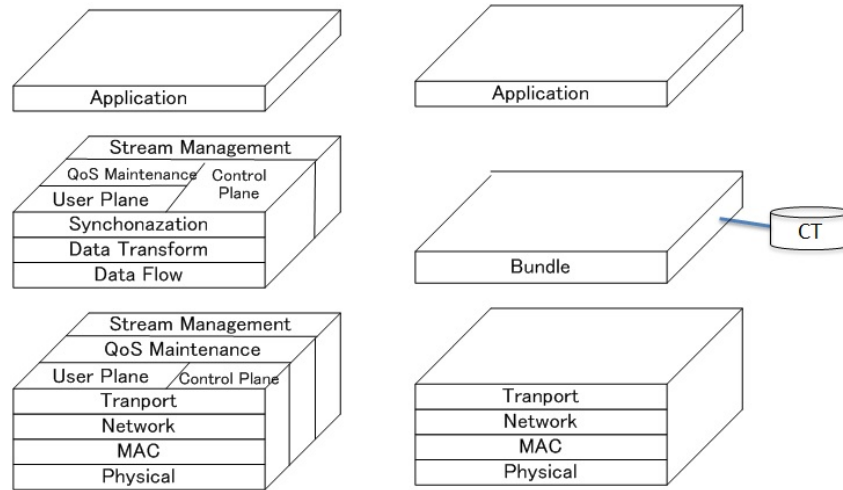 Application
Stream Management
QoS Maintenance
Control
Plane
User Plane
Synchonazation
Data Transform
Data Flow
Stream Management
QoS Maintenance
User Plane
Control Plane
Tranport
Network
MAC
Physical
Application
Bundle
CT
Tranport
Network
MAC
Physical